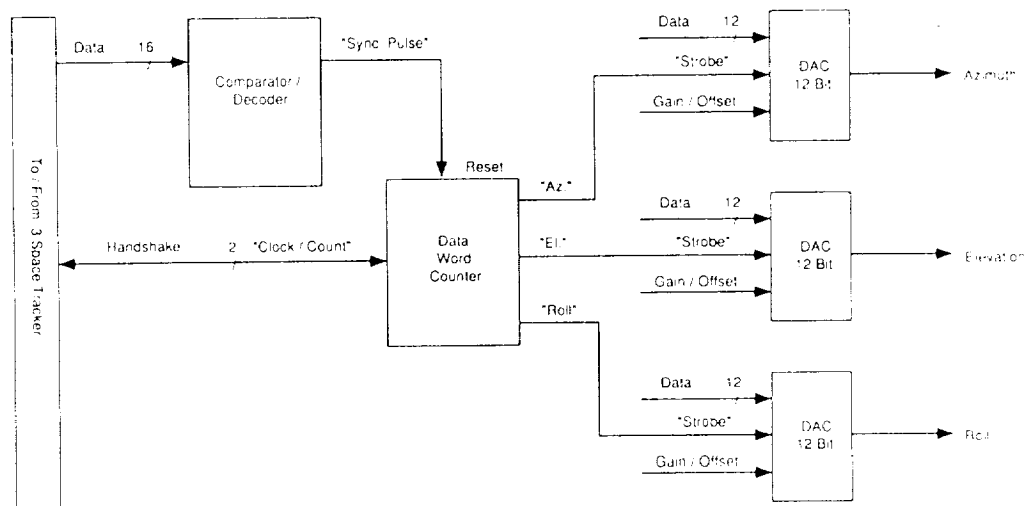 To / From 3 Space Tracker
Data 16
Comparator /
Decoder
"Sync. Pulse"
Reset
Handshake 2 "Clock / Count"
Data
Word
Counter
"Az."
"El."
"Roll"
Data 12
"Strobe"
Gain / Offset
DAC
12 Bit
Azimuth
Data 12
"Strobe"
Gain / Offset
DAC
12 Bit
Elevation
Data 12
"Strobe"
Gain / Offset
DAC
12 Bit
Roll